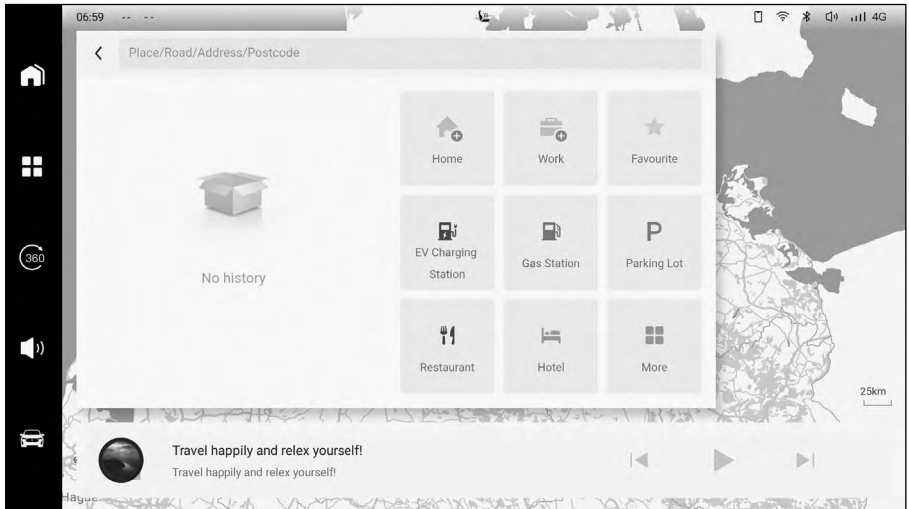 06:59 -- --
4G
Place/Road/Address/Postcode
Home
Work
Favourite
360
EV Charging
Station
Gas Station
Parking Lot
No history
Restaurant
Hotel
More
25km
Travel happily and relex yourself!
Travel happily and relex yourself!
Hague